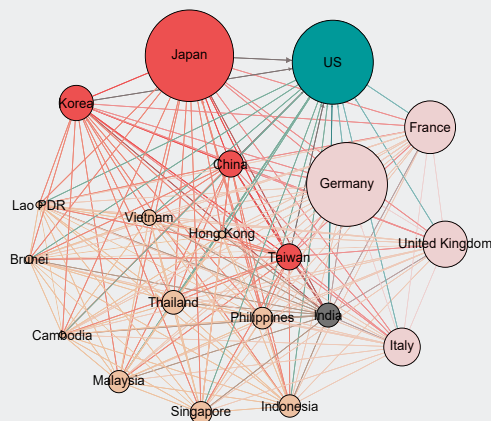 Japan
US
Korea
France
China
Germany
Lao PDR
Vietnam
Hong Kong
United Kingdom
Brunei
Taiwan
Thailand
Philippines
India
Cambodia
Italy
Malaysia
Singapore
Indonesia